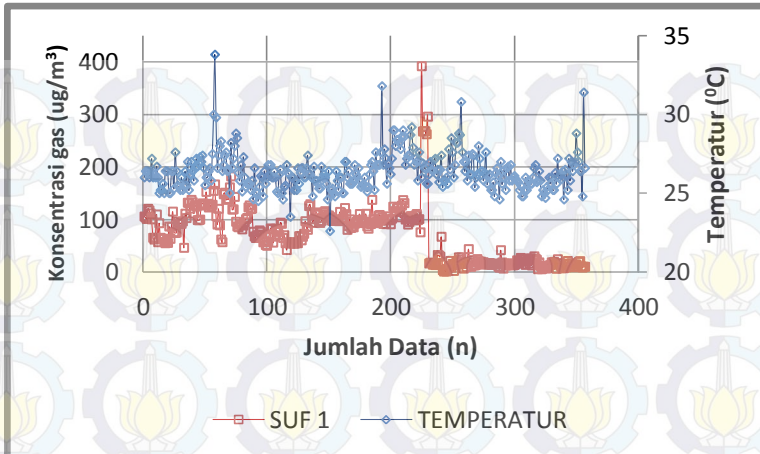 Konsentrasi gas (ug/m³)
400
300
200
100
0
35
30
25
20
Temperatur (⁰C)
0 100 200 300 400
Jumlah Data (n)
SUF 1 TEMPERATUR